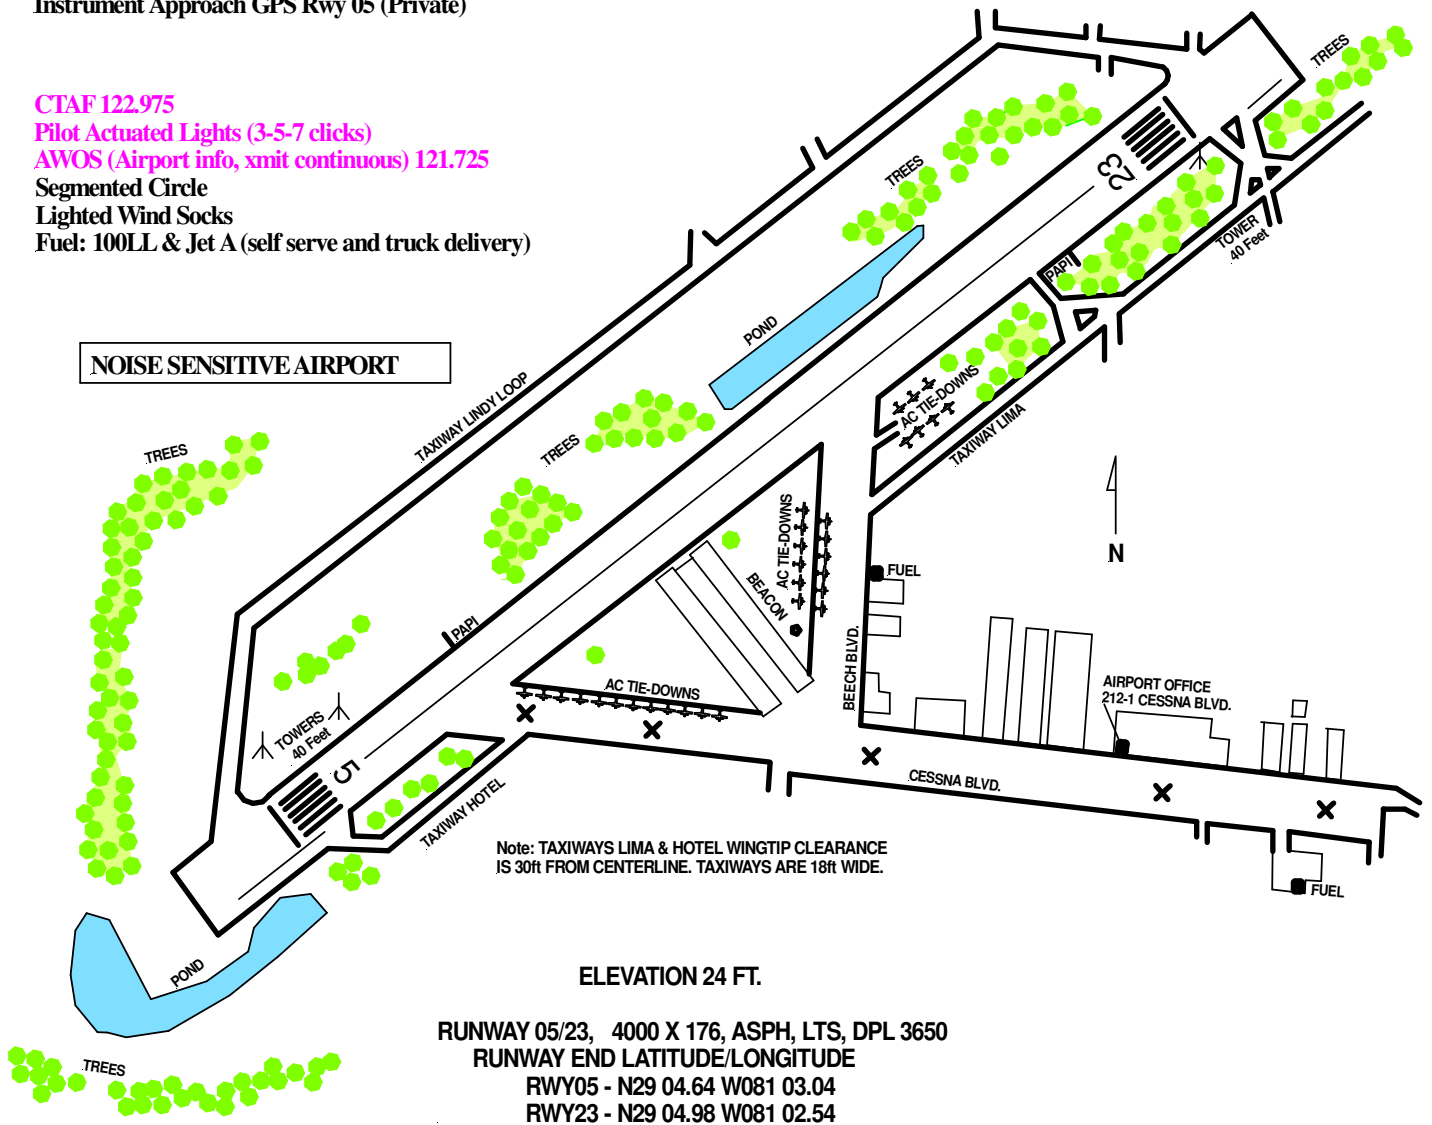 Instrument Approach GPS Rwy 05 (Private)
CTAF 122.975
Pilot Actuated Lights (3-5-7 clicks)
AWOS (Airport info, xmit continuous) 121.725
Segmented Circle
Lighted Wind Socks
Fuel: 100LL & Jet A (self serve and truck delivery)
NOISE SENSITIVE AIRPORT
TREES
TREES
23
TOWER
40 Feet
PAPI
POND
TAXIWAY LINDY LOOP
AC TIE-DOWNS
TAXIWAY LIMA
TREES
TREES
AC TIE-DOWNS
N
FUEL
BEACON
PAPI
BEECH BLVD.
AC TIE-DOWNS
AIRPORT OFFICE
212-1 CESSNA BLVD.
TOWERS
40 Feet
5
CESSNA BLVD.
TAXIWAY HOTEL
Note: TAXIWAYS LIMA & HOTEL WINGTIP CLEARANCE
IS 30ft FROM CENTERLINE. TAXIWAYS ARE 18ft WIDE.
FUEL
POND
TREES
ELEVATION 24 FT.
RUNWAY 05/23, 4000 X 176, ASPH, LTS, DPL 3650
RUNWAY END LATITUDE/LONGITUDE
RWY05 - N29 04.64 W081 03.04
RWY23 - N29 04.98 W081 02.54